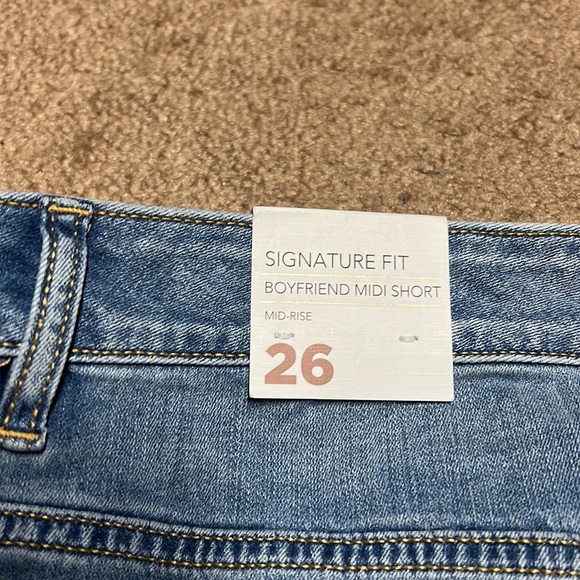 SIGNATURE FIT
BOYFRIEND MIDI SHORT
MID-RISE
26